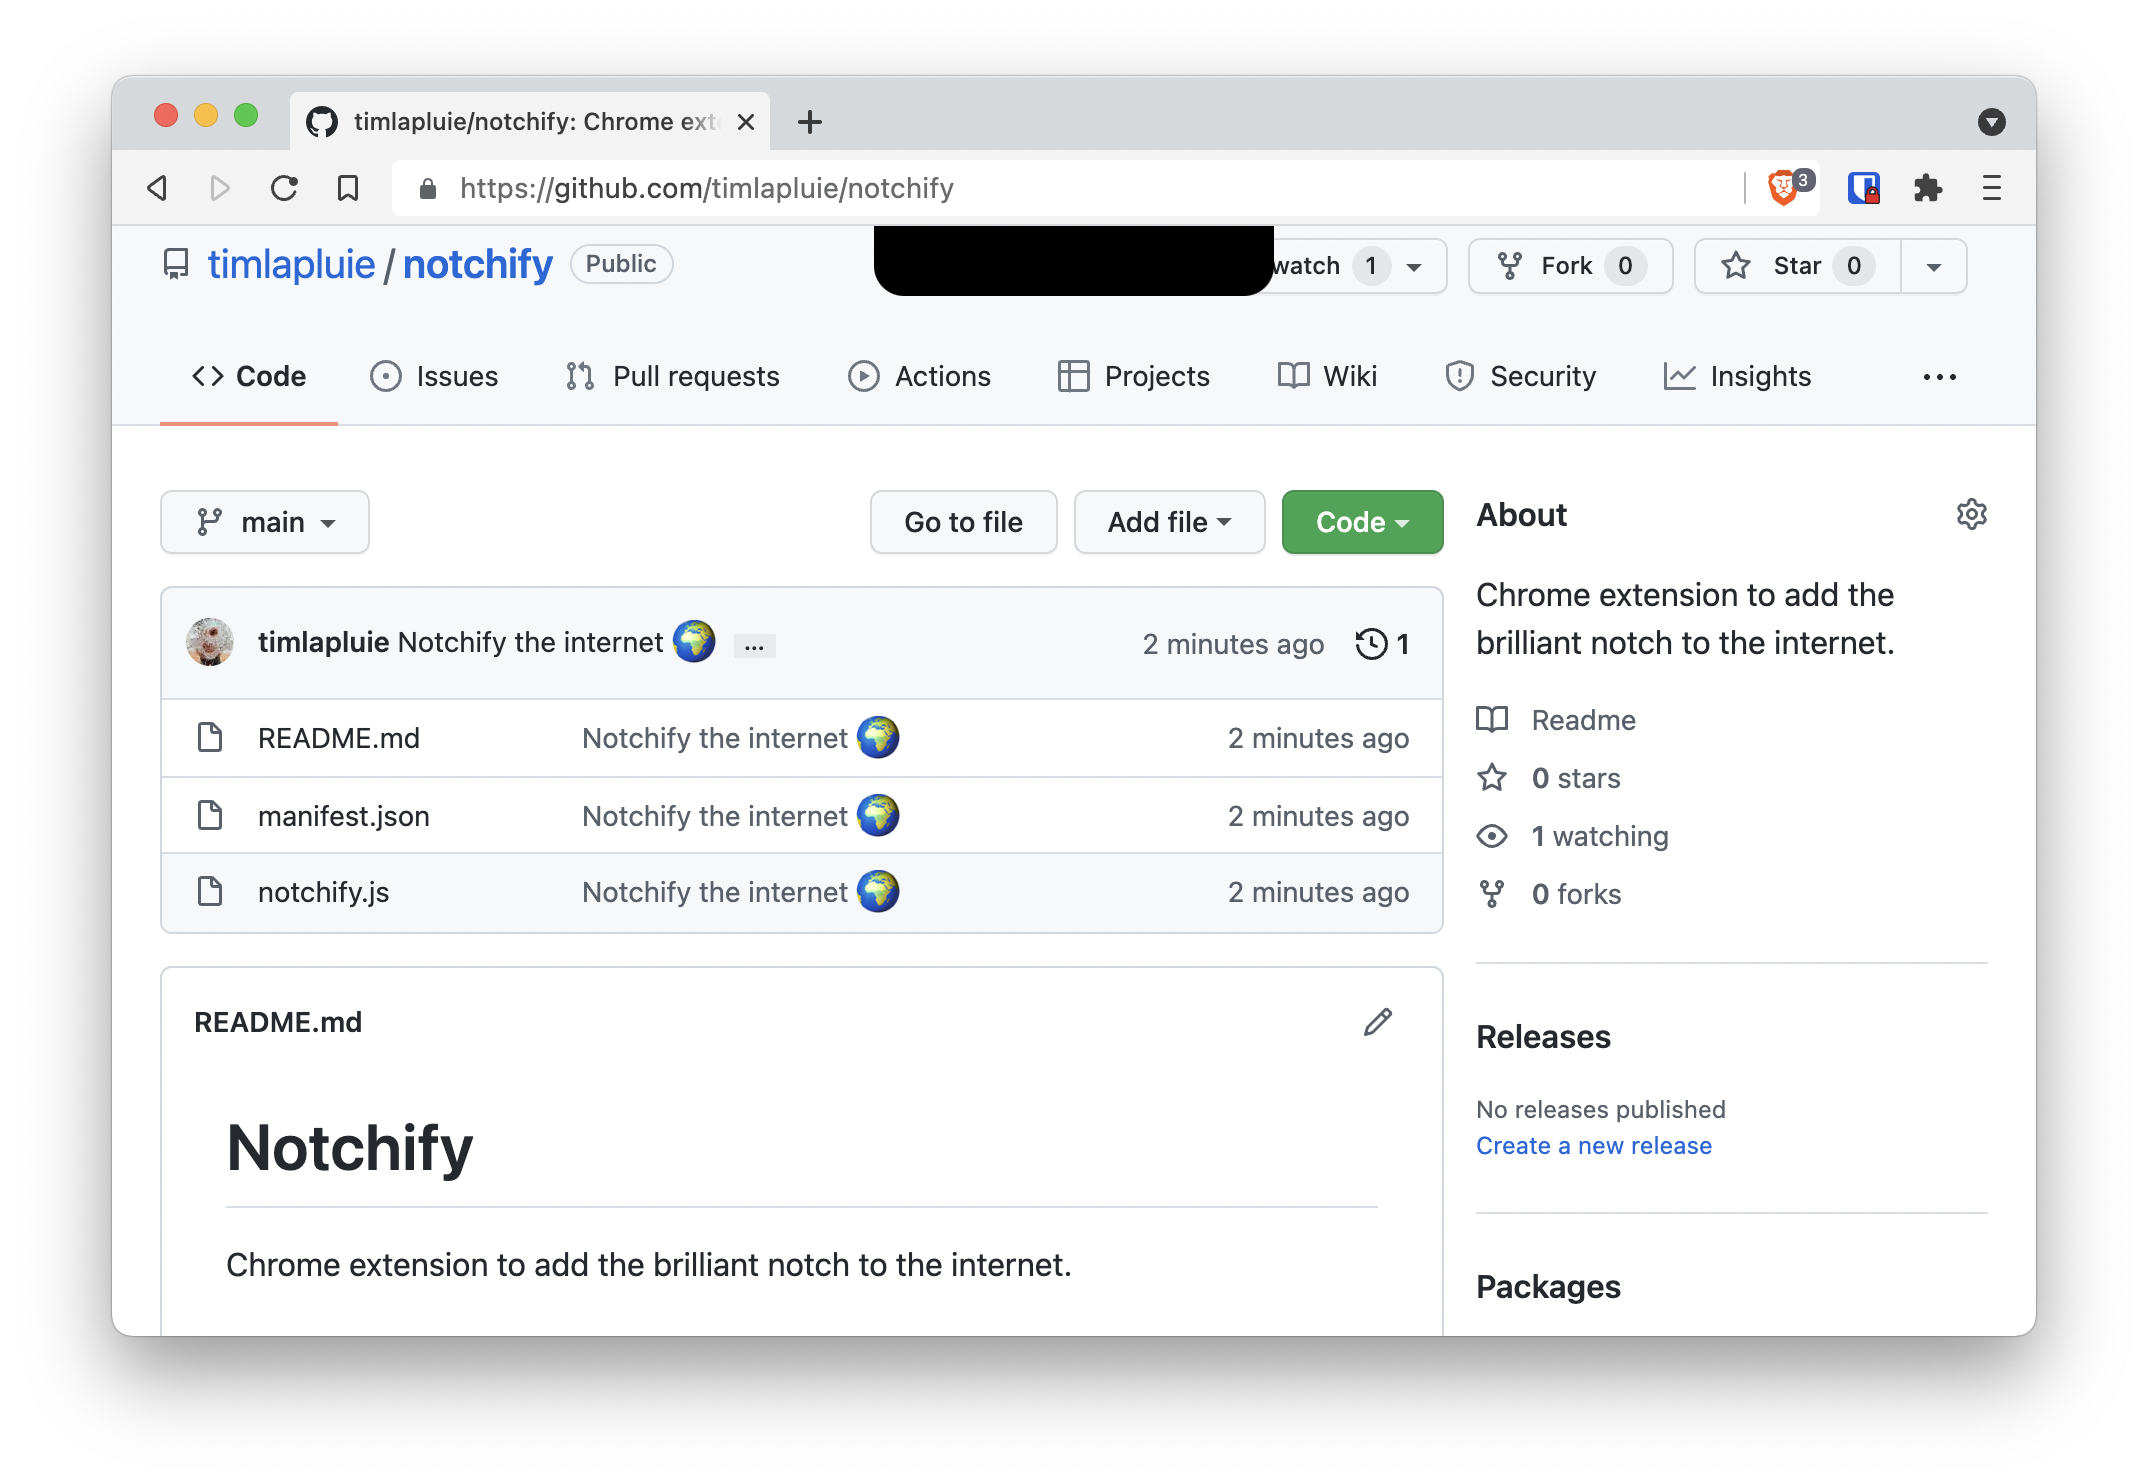 timlapluie/notchify: Chrome ext
https://github.com/timlapluie/notchify
3
timlapluie / notchify Public
watch 1 Fork 0 Star 0
Code Issues Pull requests Actions Projects Wiki Security Insights ...
main Go to file Add file Code
timlapluie Notchify the internet 🌍 ... 2 minutes ago 1
README.md Notchify the internet 🌍 2 minutes ago
manifest.json Notchify the internet 🌍 2 minutes ago
notchify.js Notchify the internet 🌍 2 minutes ago
README.md
Notchify
Chrome extension to add the brilliant notch to the internet.
About
Chrome extension to add the
brilliant notch to the internet.
Readme
0 stars
1 watching
0 forks
Releases
No releases published
Create a new release
Packages